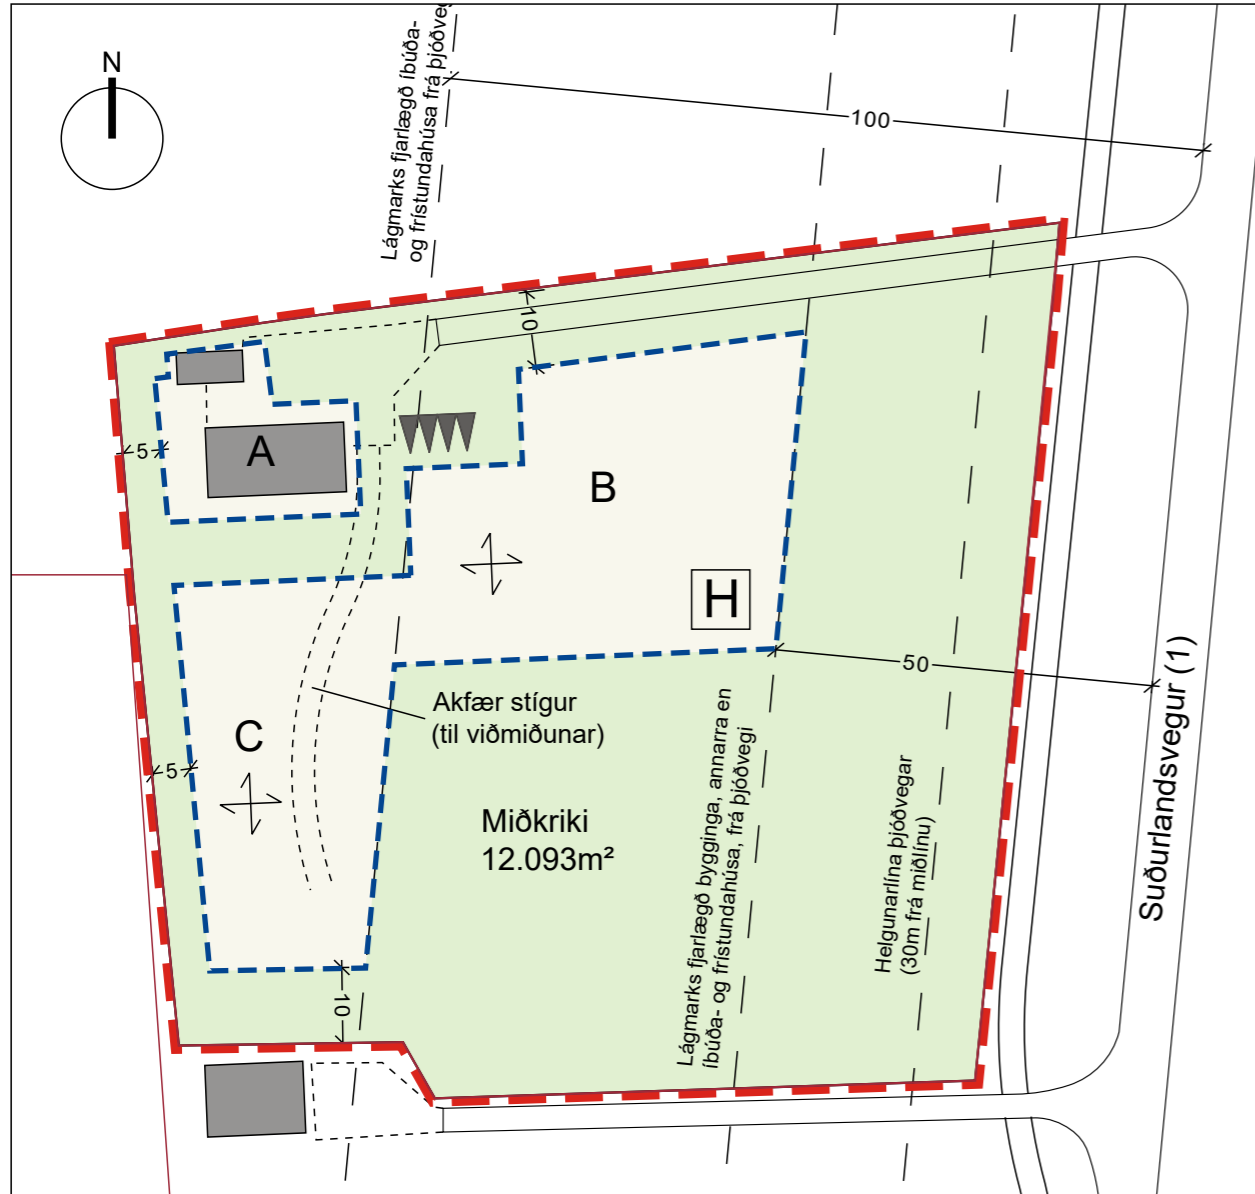 N
Lágmarks fjarlægð íbúða-
og frístundahúsa frá þjóðveg
100
10
5
A
B
H
50
Akfær stígur
(til viðmiðunar)
C
5
Miðkriki
12.093m²
10
Lágmarks fjarlægð bygginga, annarra en
íbúða- og frístundahúsa, frá þjóðvegi
Helgunarlína þjóðvegar
(30m frá miðlínu)
Suðurlandsvegur (1)